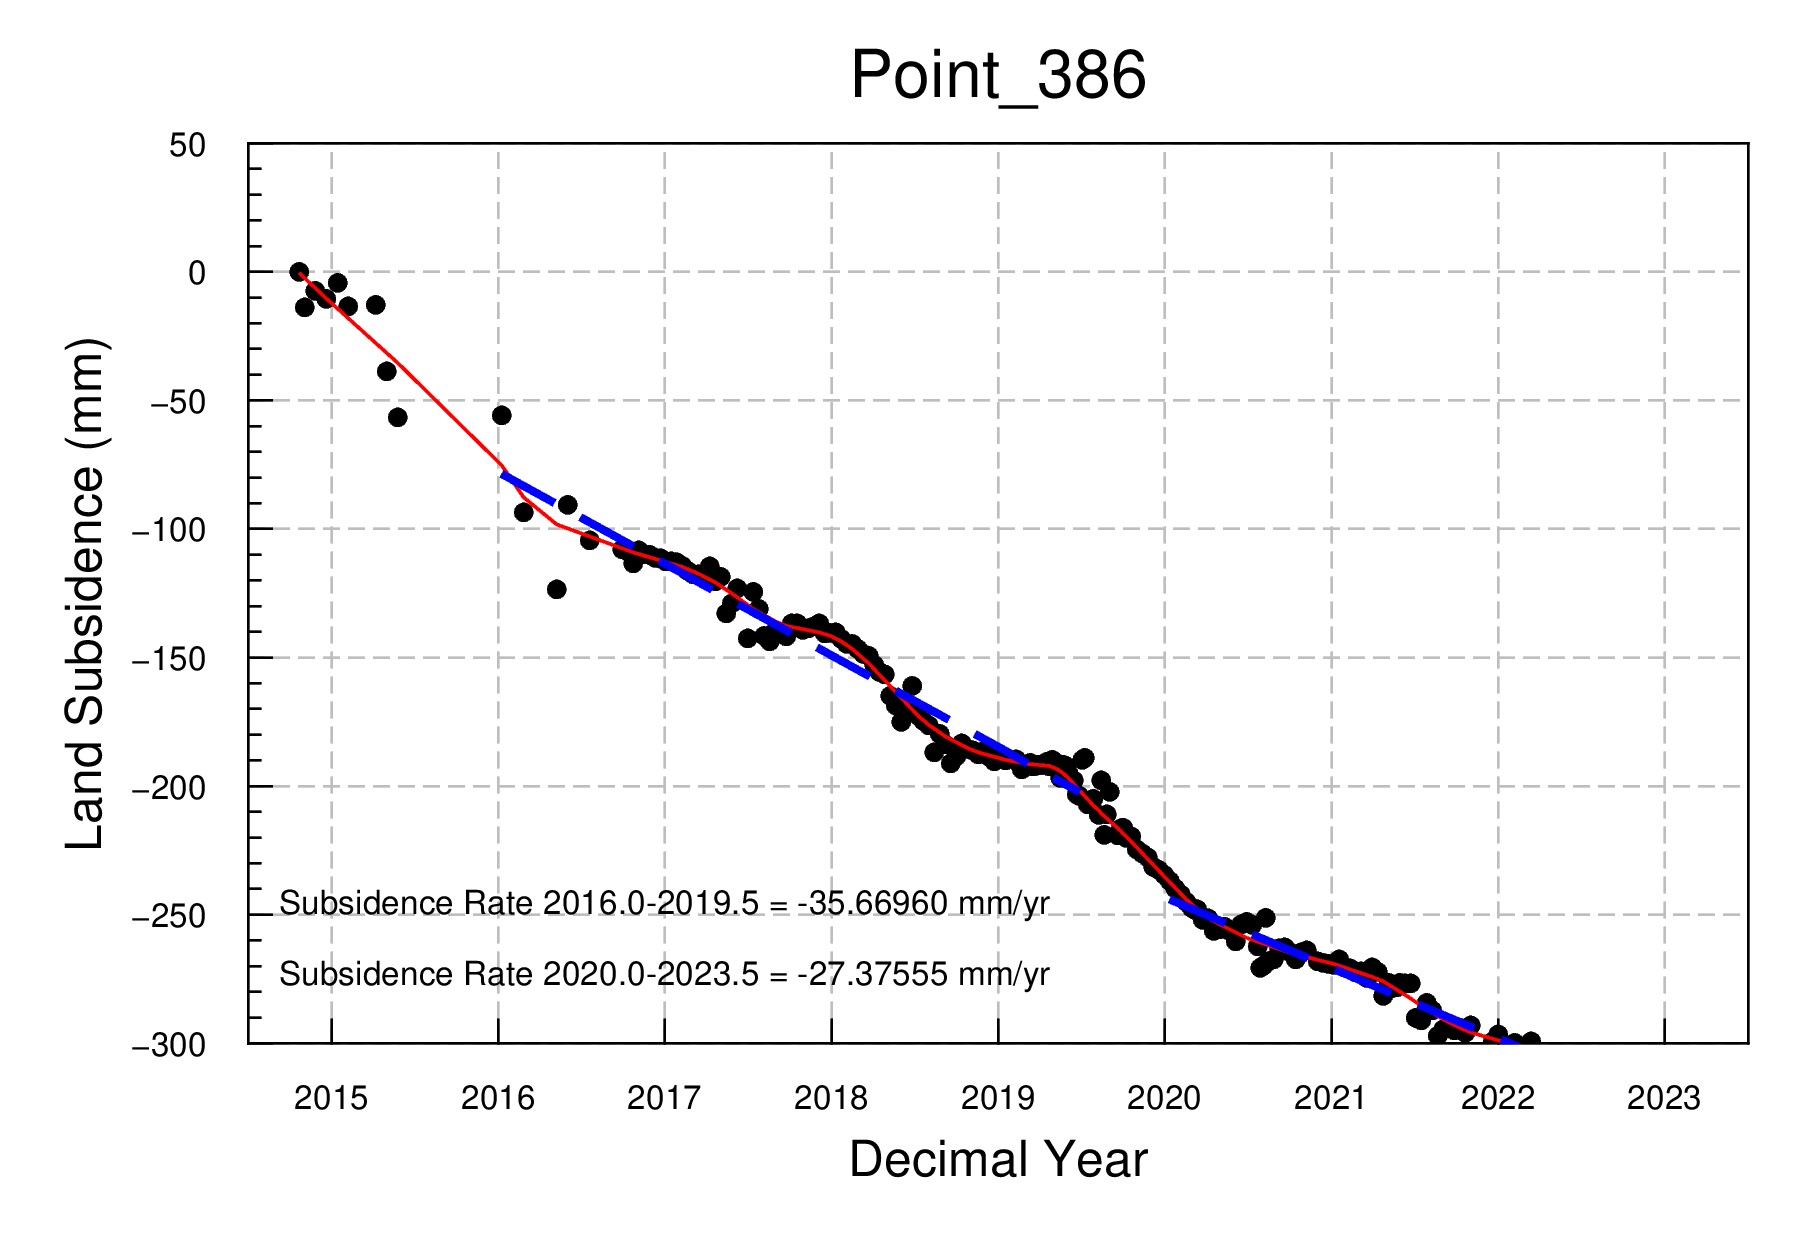 Point_386
50
0
−50
−100
−150
−200
−250
−300
Land Subsidence (mm)
Subsidence Rate 2016.0-2019.5 = -35.66960 mm/yr
Subsidence Rate 2020.0-2023.5 = -27.37555 mm/yr
2015 2016 2017 2018 2019 2020 2021 2022 2023
Decimal Year